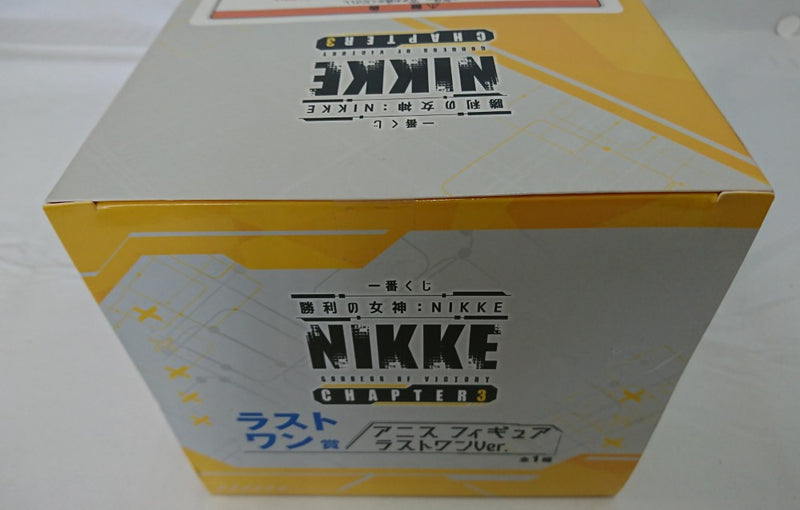 CHAPTER3
GODDESS OF VICTORY
NIKKE
勝利の女神：NIKKE
一番くじ
一番くじ
勝利の女神：NIKKE
NIKKE
GODDESS OF VICTORY
CHAPTER3
ラスト
ワン賞
アニス フィギュア
ラストワンVer.
全1種